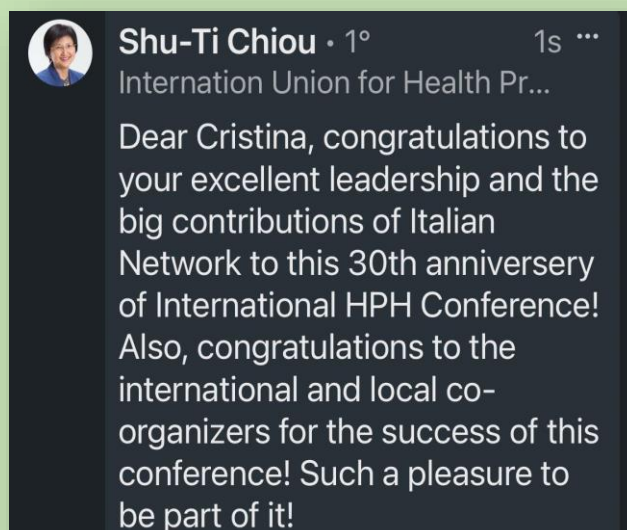 Shu-Ti Chiou • 1° 1s •••
Internation Union for Health Pr...
Dear Cristina, congratulations to
your excellent leadership and the
big contributions of Italian
Network to this 30th anniversery
of International HPH Conference!
Also, congratulations to the
international and local co-
organizers for the success of this
conference! Such a pleasure to
be part of it!